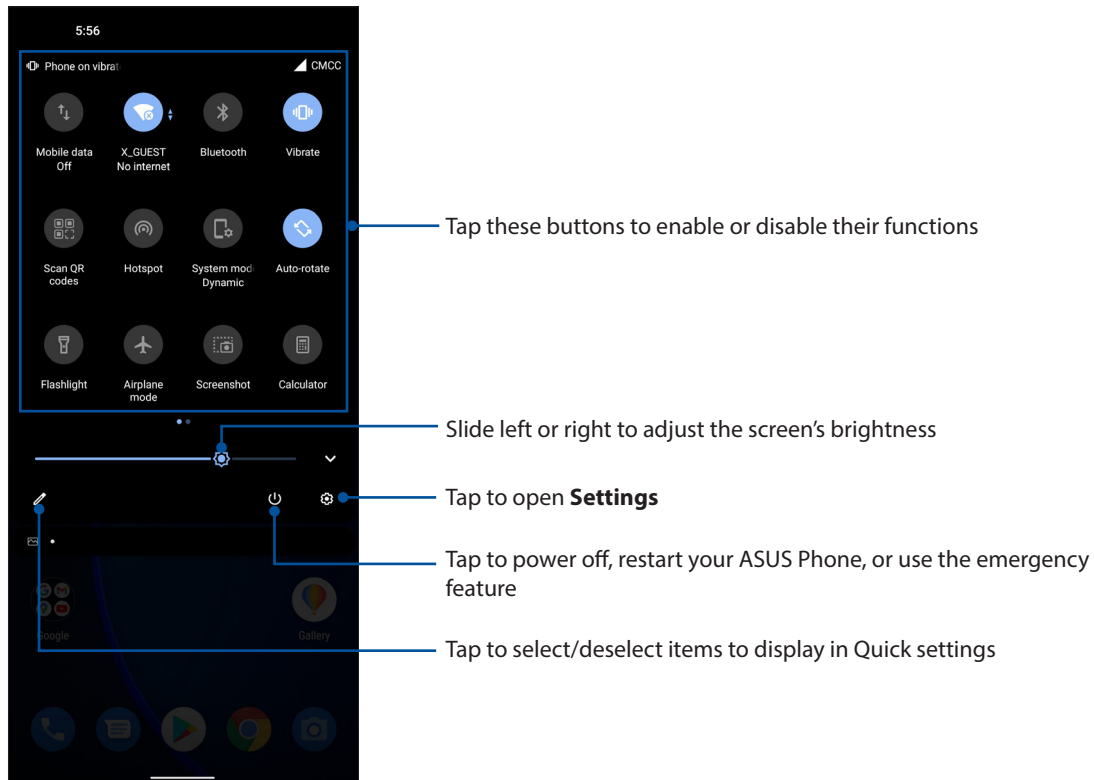 5:56
Phone on vibrat
CMCC
Mobile data
Off
X_GUEST
No internet
Bluetooth
Vibrate
Scan QR
codes
Hotspot
System mod
Dynamic
Auto-rotate
Flashlight
Airplane
mode
Screenshot
Calculator
Google
Gallery
Tap these buttons to enable or disable their functions
Slide left or right to adjust the screen's brightness
Tap to open Settings
Tap to power off, restart your ASUS Phone, or use the emergency
feature
Tap to select/deselect items to display in Quick settings